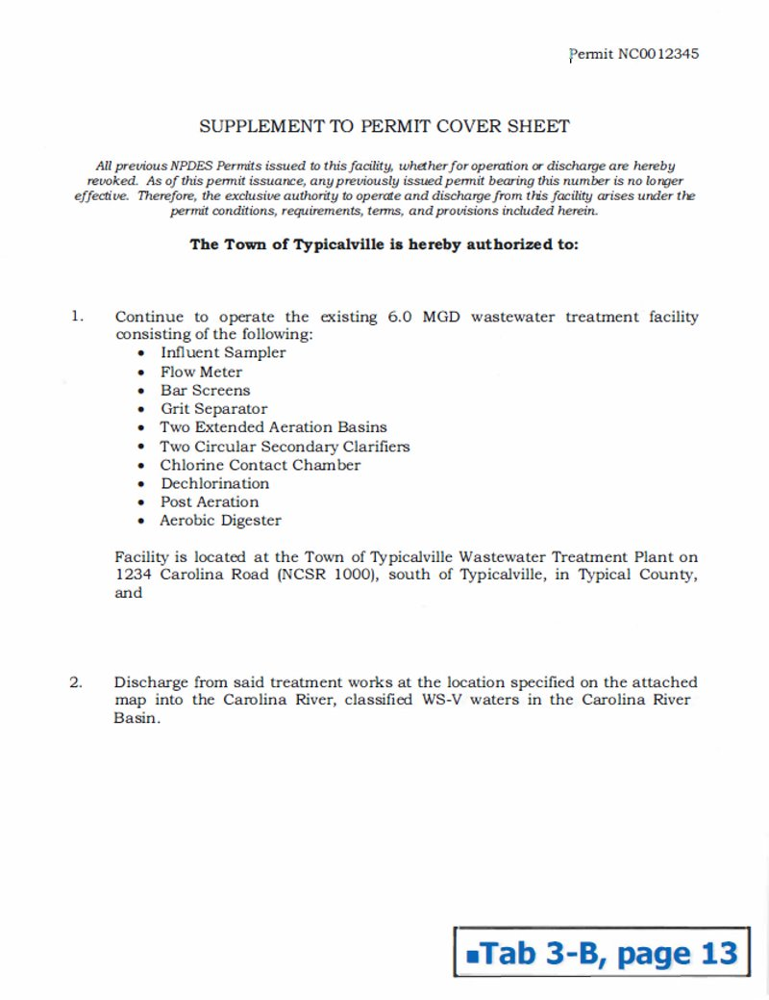 Permit NC0012345
SUPPLEMENT TO PERMIT COVER SHEET
All previous NPDES Permits issued to this facility, whether for operation or discharge are hereby
revoked. As of this permit issuance, any previously issued permit bearing this number is no longer
effective. Therefore, the exclusive authority to operate and discharge from this facility arises under the
permit conditions, requirements, terms, and provisions included herein.
The Town of Typicalville is hereby authorized to:
1. Continue to operate the existing 6.0 MGD wastewater treatment facility
consisting of the following:
• Influent Sampler
• Flow Meter
• Bar Screens
• Grit Separator
• Two Extended Aeration Basins
• Two Circular Secondary Clarifiers
• Chlorine Contact Chamber
• Dechlorination
• Post Aeration
• Aerobic Digester
Facility is located at the Town of Typicalville Wastewater Treatment Plant on
1234 Carolina Road (NCSR 1000), south of Typicalville, in Typical County,
and
2. Discharge from said treatment works at the location specified on the attached
map into the Carolina River, classified WS-V waters in the Carolina River
Basin.
▪Tab 3-B, page 13